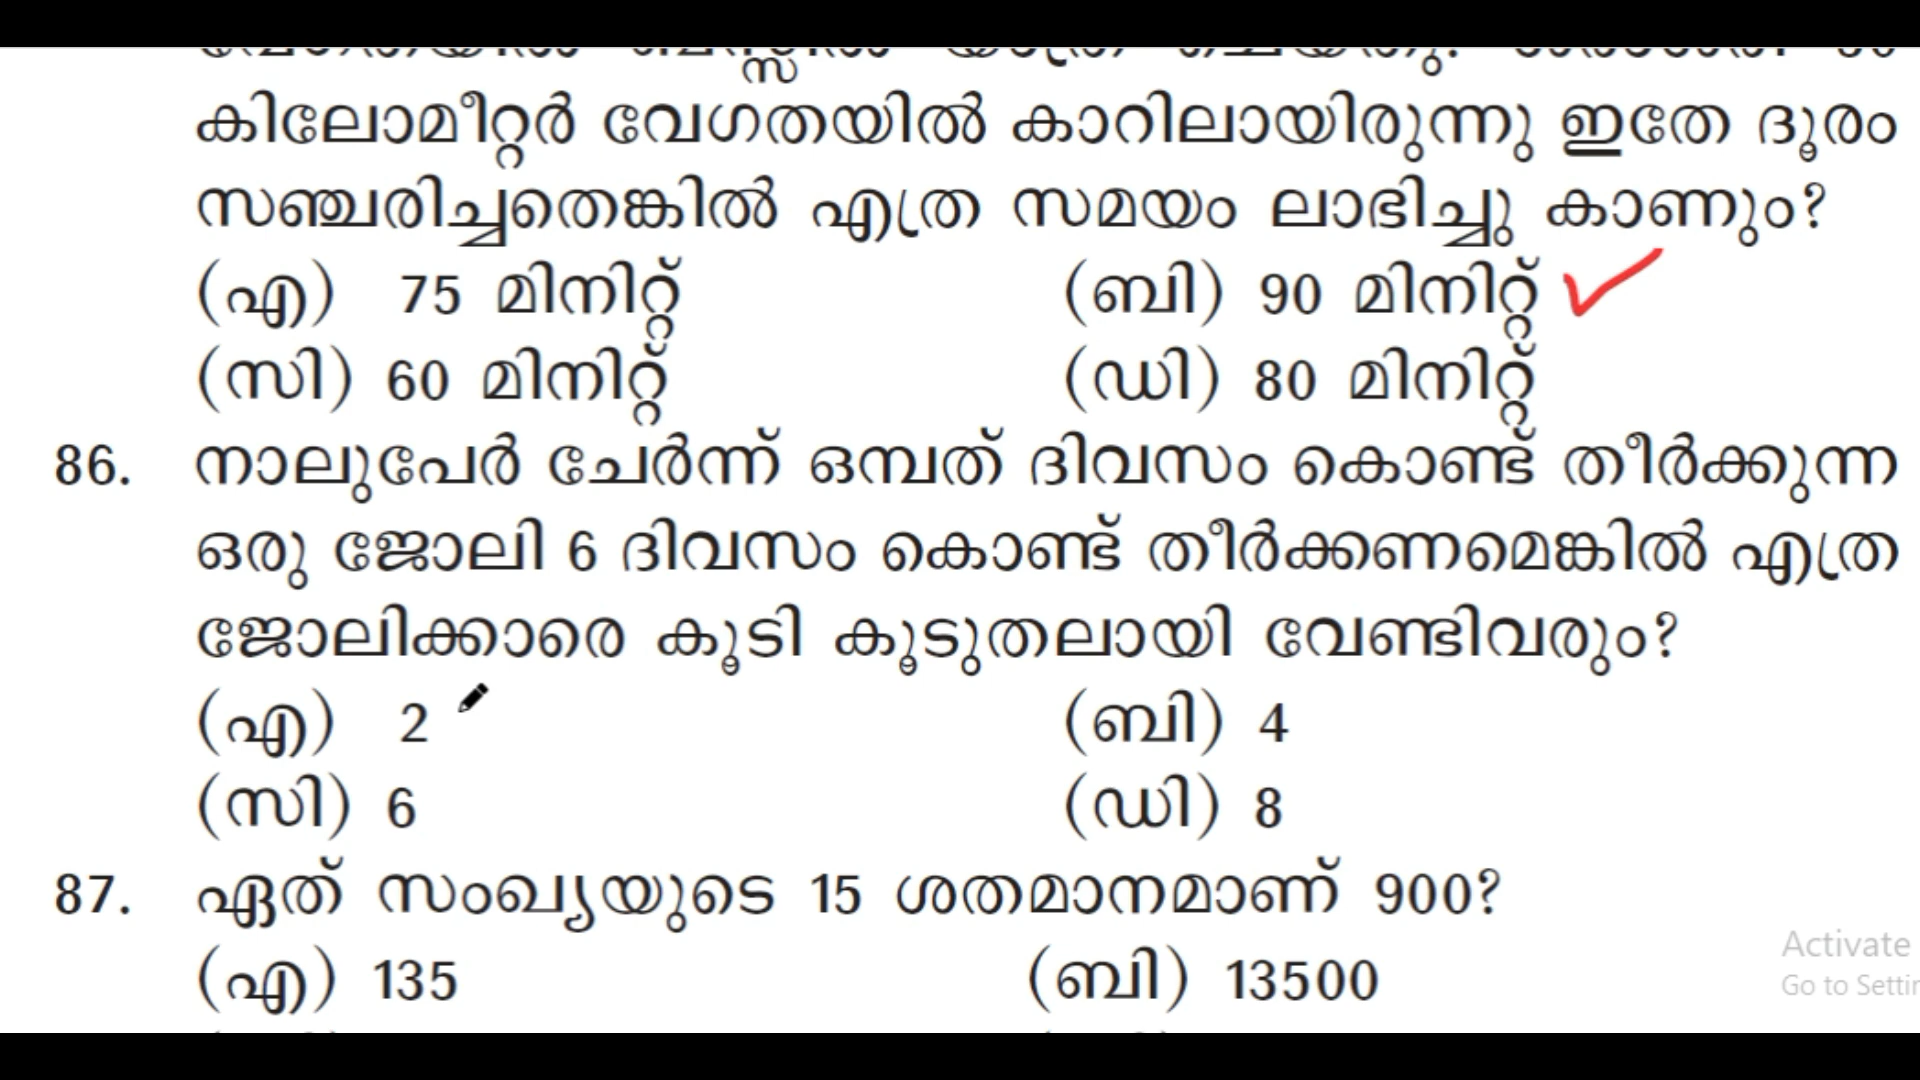 കിലോമീറ്റർ വേഗതയിൽ കാറിലായിരുന്നു ഇതേ ദൂരം
സഞ്ചരിച്ചതെങ്കിൽ എത്ര സമയം ലാഭിച്ചു കാണും?
(എ) 75 മിനിറ്റ്
(ബി) 90 മിനിറ്റ്
(സി) 60 മിനിറ്റ്
(ഡി) 80 മിനിറ്റ്
86. നാലുപേർ ചേർന്ന് ഒമ്പത് ദിവസം കൊണ്ട് തീർക്കുന്ന
ഒരു ജോലി 6 ദിവസം കൊണ്ട് തീർക്കണമെങ്കിൽ എത്ര
ജോലിക്കാരെ കൂടി കൂടുതലായി വേണ്ടിവരും?
(എ) 2
(ബി) 4
(സി) 6
(ഡി) 8
87. ഏത് സംഖ്യയുടെ 15 ശതമാനമാണ് 900?
(എ) 135
(ബി) 13500
Activate
Go to